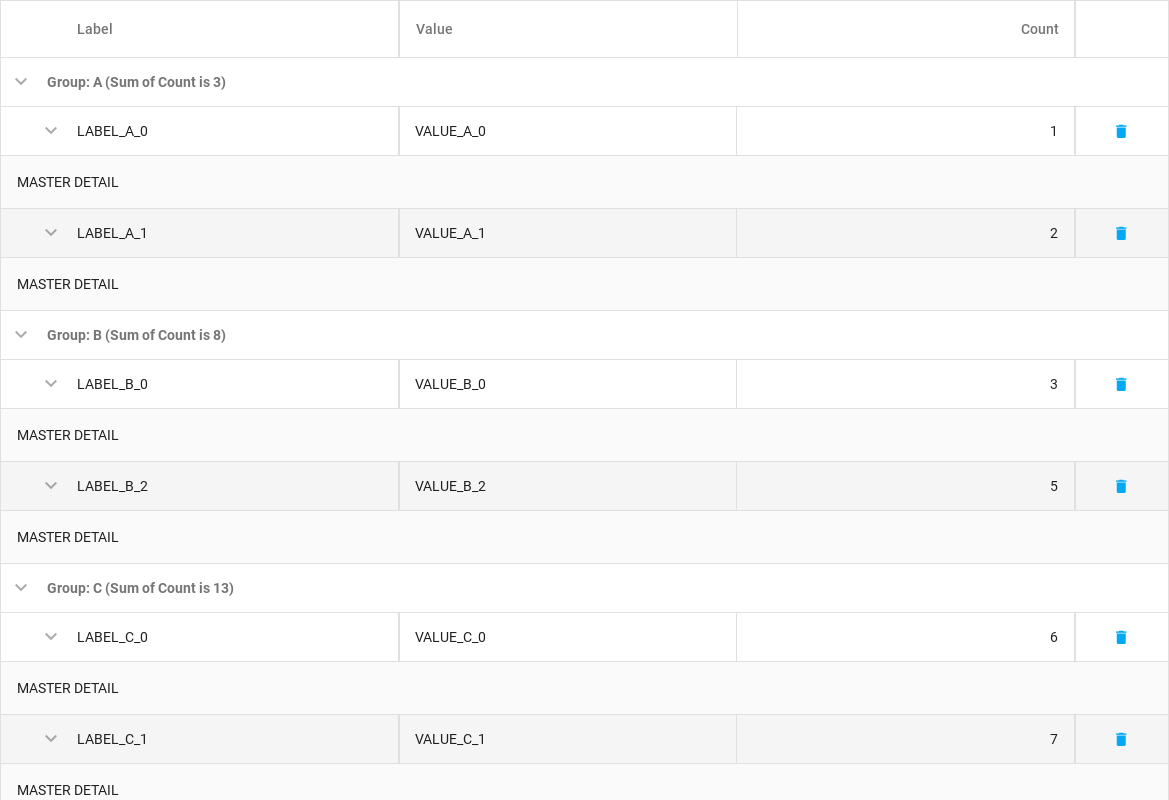 Label Value Count
Group: A (Sum of Count is 3)
LABEL_A_0 VALUE_A_0 1
MASTER DETAIL
LABEL_A_1 VALUE_A_1 2
MASTER DETAIL
Group: B (Sum of Count is 8)
LABEL_B_0 VALUE_B_0 3
MASTER DETAIL
LABEL_B_2 VALUE_B_2 5
MASTER DETAIL
Group: C (Sum of Count is 13)
LABEL_C_0 VALUE_C_0 6
MASTER DETAIL
LABEL_C_1 VALUE_C_1 7
MASTER DETAIL